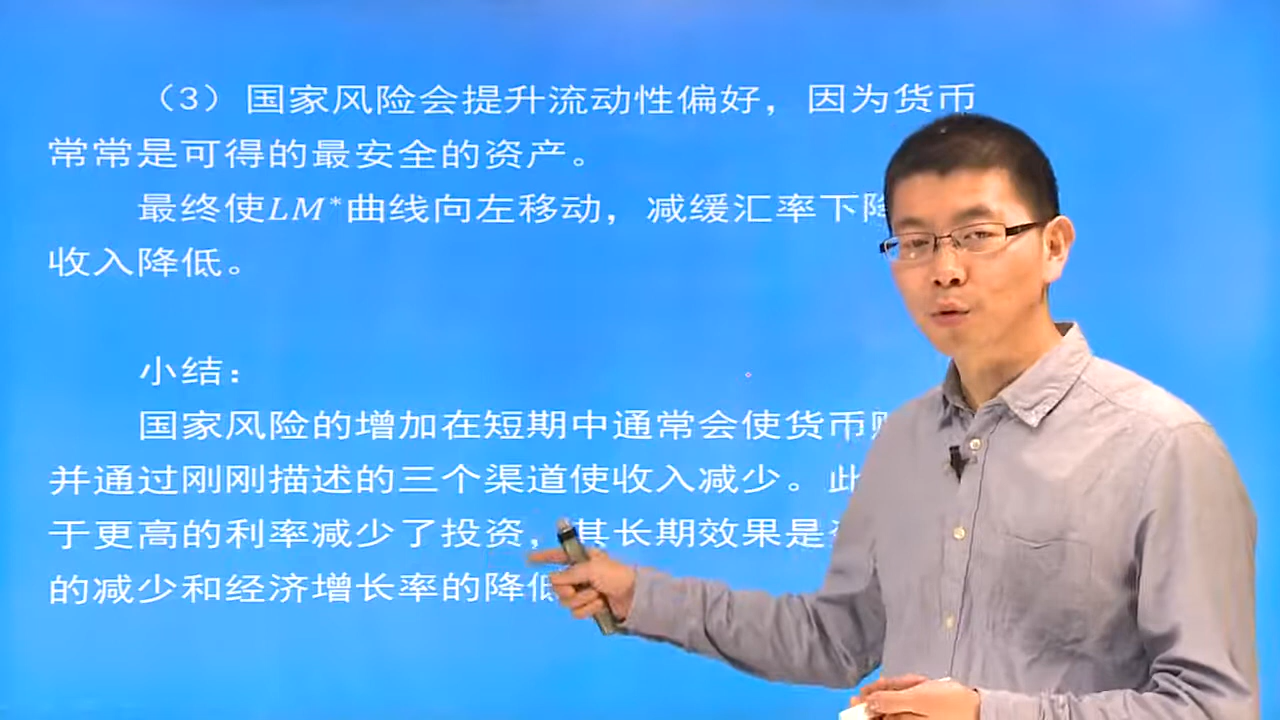 （3）国家风险会提升流动性偏好，因为货币
常常是可得的最安全的资产。
最终使LM*曲线向左移动，减缓汇率下降
收入降低。
小结：
国家风险的增加在短期中通常会使货币
并通过刚刚描述的三个渠道使收入减少。此
于更高的利率减少了投资，其长期效果是
的减少和经济增长率的降低